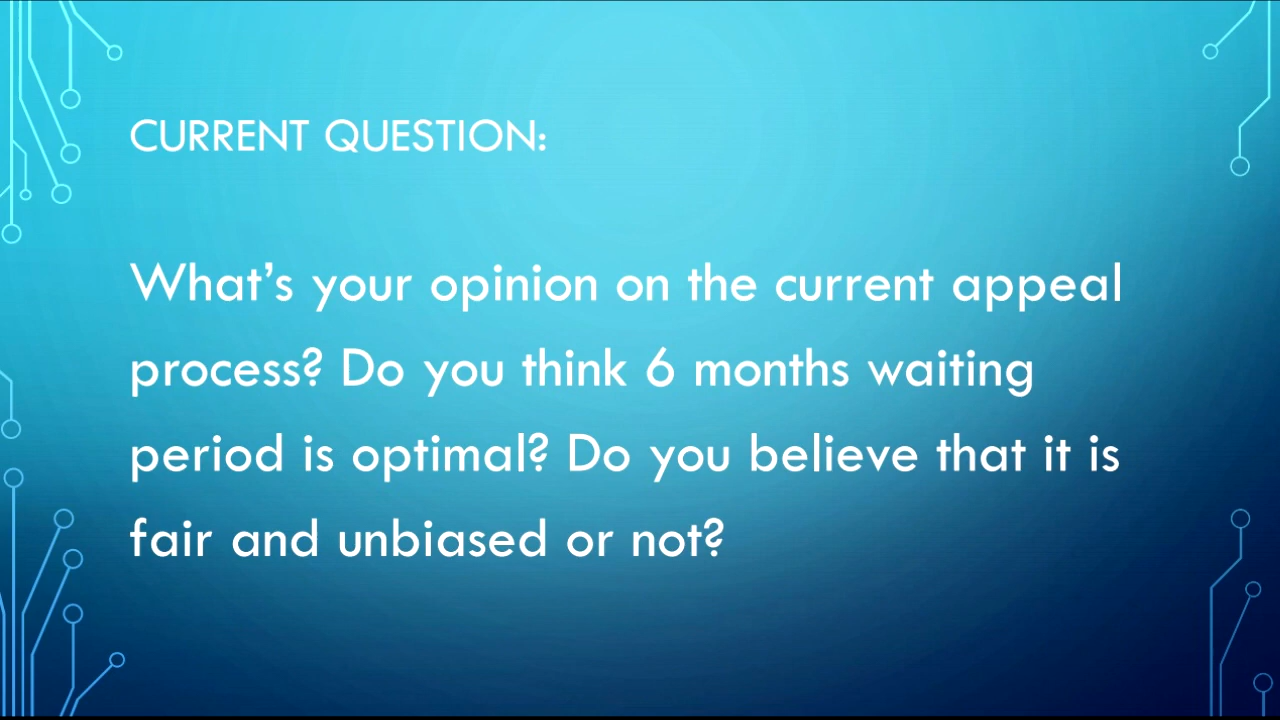 CURRENT QUESTION:
What’s your opinion on the current appeal
process? Do you think 6 months waiting
period is optimal? Do you believe that it is
fair and unbiased or not?